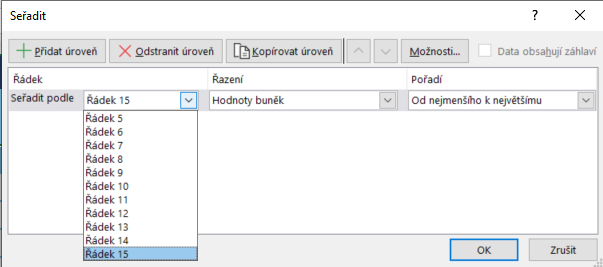 Seřadit
Přidat úroveň Odstranit úroveň Kopírovat úroveň Možnosti... Data obsahují záhlaví
Řádek Řazení Pořadí
Seřadit podle Řádek 15 Hodnoty buněk Od nejmenšího k největšímu
Řádek 5
Řádek 6
Řádek 7
Řádek 8
Řádek 9
Řádek 10
Řádek 11
Řádek 12
Řádek 13
Řádek 14
Řádek 15
OK Zrušit